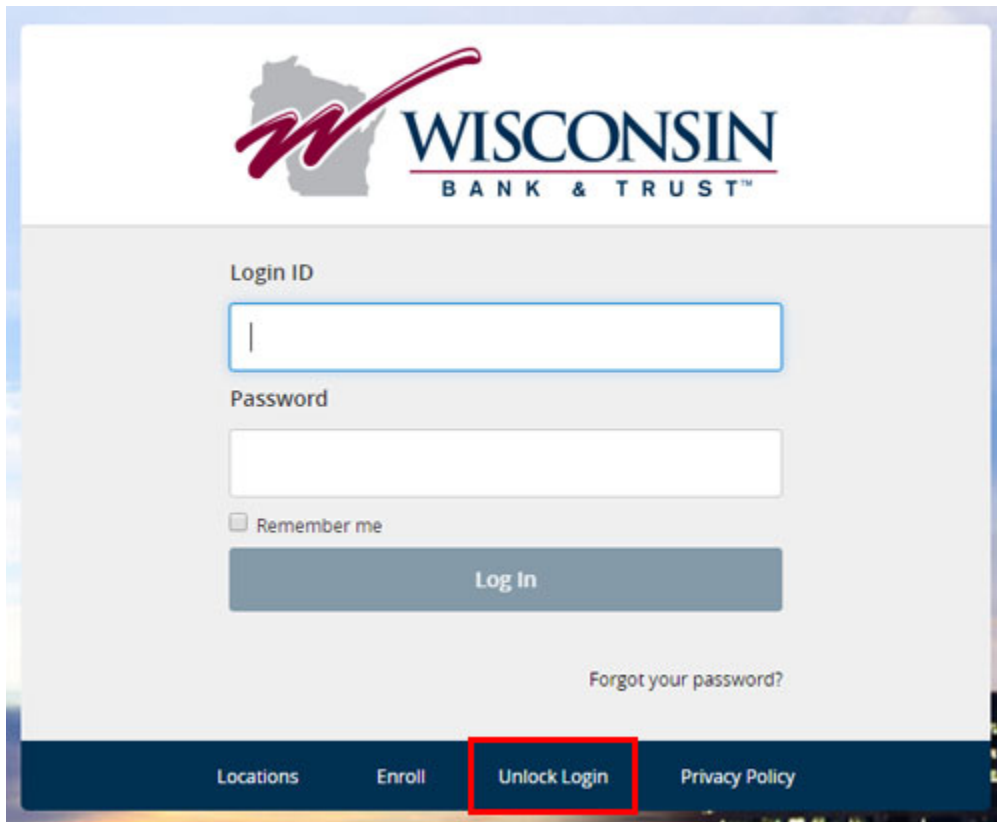 WISCONSIN
BANK & TRUST™
Login ID
Password
Remember me
Log In
Forgot your password?
Locations Enroll Unlock Login Privacy Policy